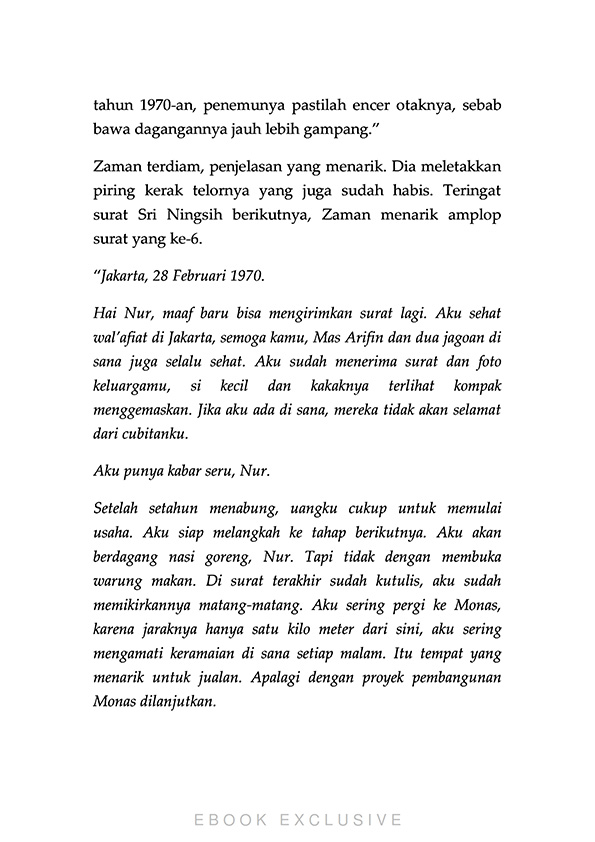 tahun 1970-an, penemunya pastilah encer otaknya, sebab
bawa dagangannya jauh lebih gampang.”
Zaman terdiam, penjelasan yang menarik. Dia meletakkan
piring kerak telornya yang juga sudah habis. Teringat
surat Sri Ningsih berikutnya, Zaman menarik amplop
surat yang ke-6.
“Jakarta, 28 Februari 1970.
Hai Nur, maaf baru bisa mengirimkan surat lagi. Aku sehat
wal’afiat di Jakarta, semoga kamu, Mas Arifin dan dua jagoan di
sana juga selalu sehat. Aku sudah menerima surat dan foto
keluargamu, si kecil dan kakaknya terlihat kompak
menggemaskan. Jika aku ada di sana, mereka tidak akan selamat
dari cubitanku.
Aku punya kabar seru, Nur.
Setelah setahun menabung, uangku cukup untuk memulai
usaha. Aku siap melangkah ke tahap berikutnya. Aku akan
berdagang nasi goreng, Nur. Tapi tidak dengan membuka
warung makan. Di surat terakhir sudah kutulis, aku sudah
memikirkannya matang-matang. Aku sering pergi ke Monas,
karena jaraknya hanya satu kilo meter dari sini, aku sering
mengamati keramaian di sana setiap malam. Itu tempat yang
menarik untuk jualan. Apalagi dengan proyek pembangunan
Monas dilanjutkan.
EBOOK EXCLUSIVE